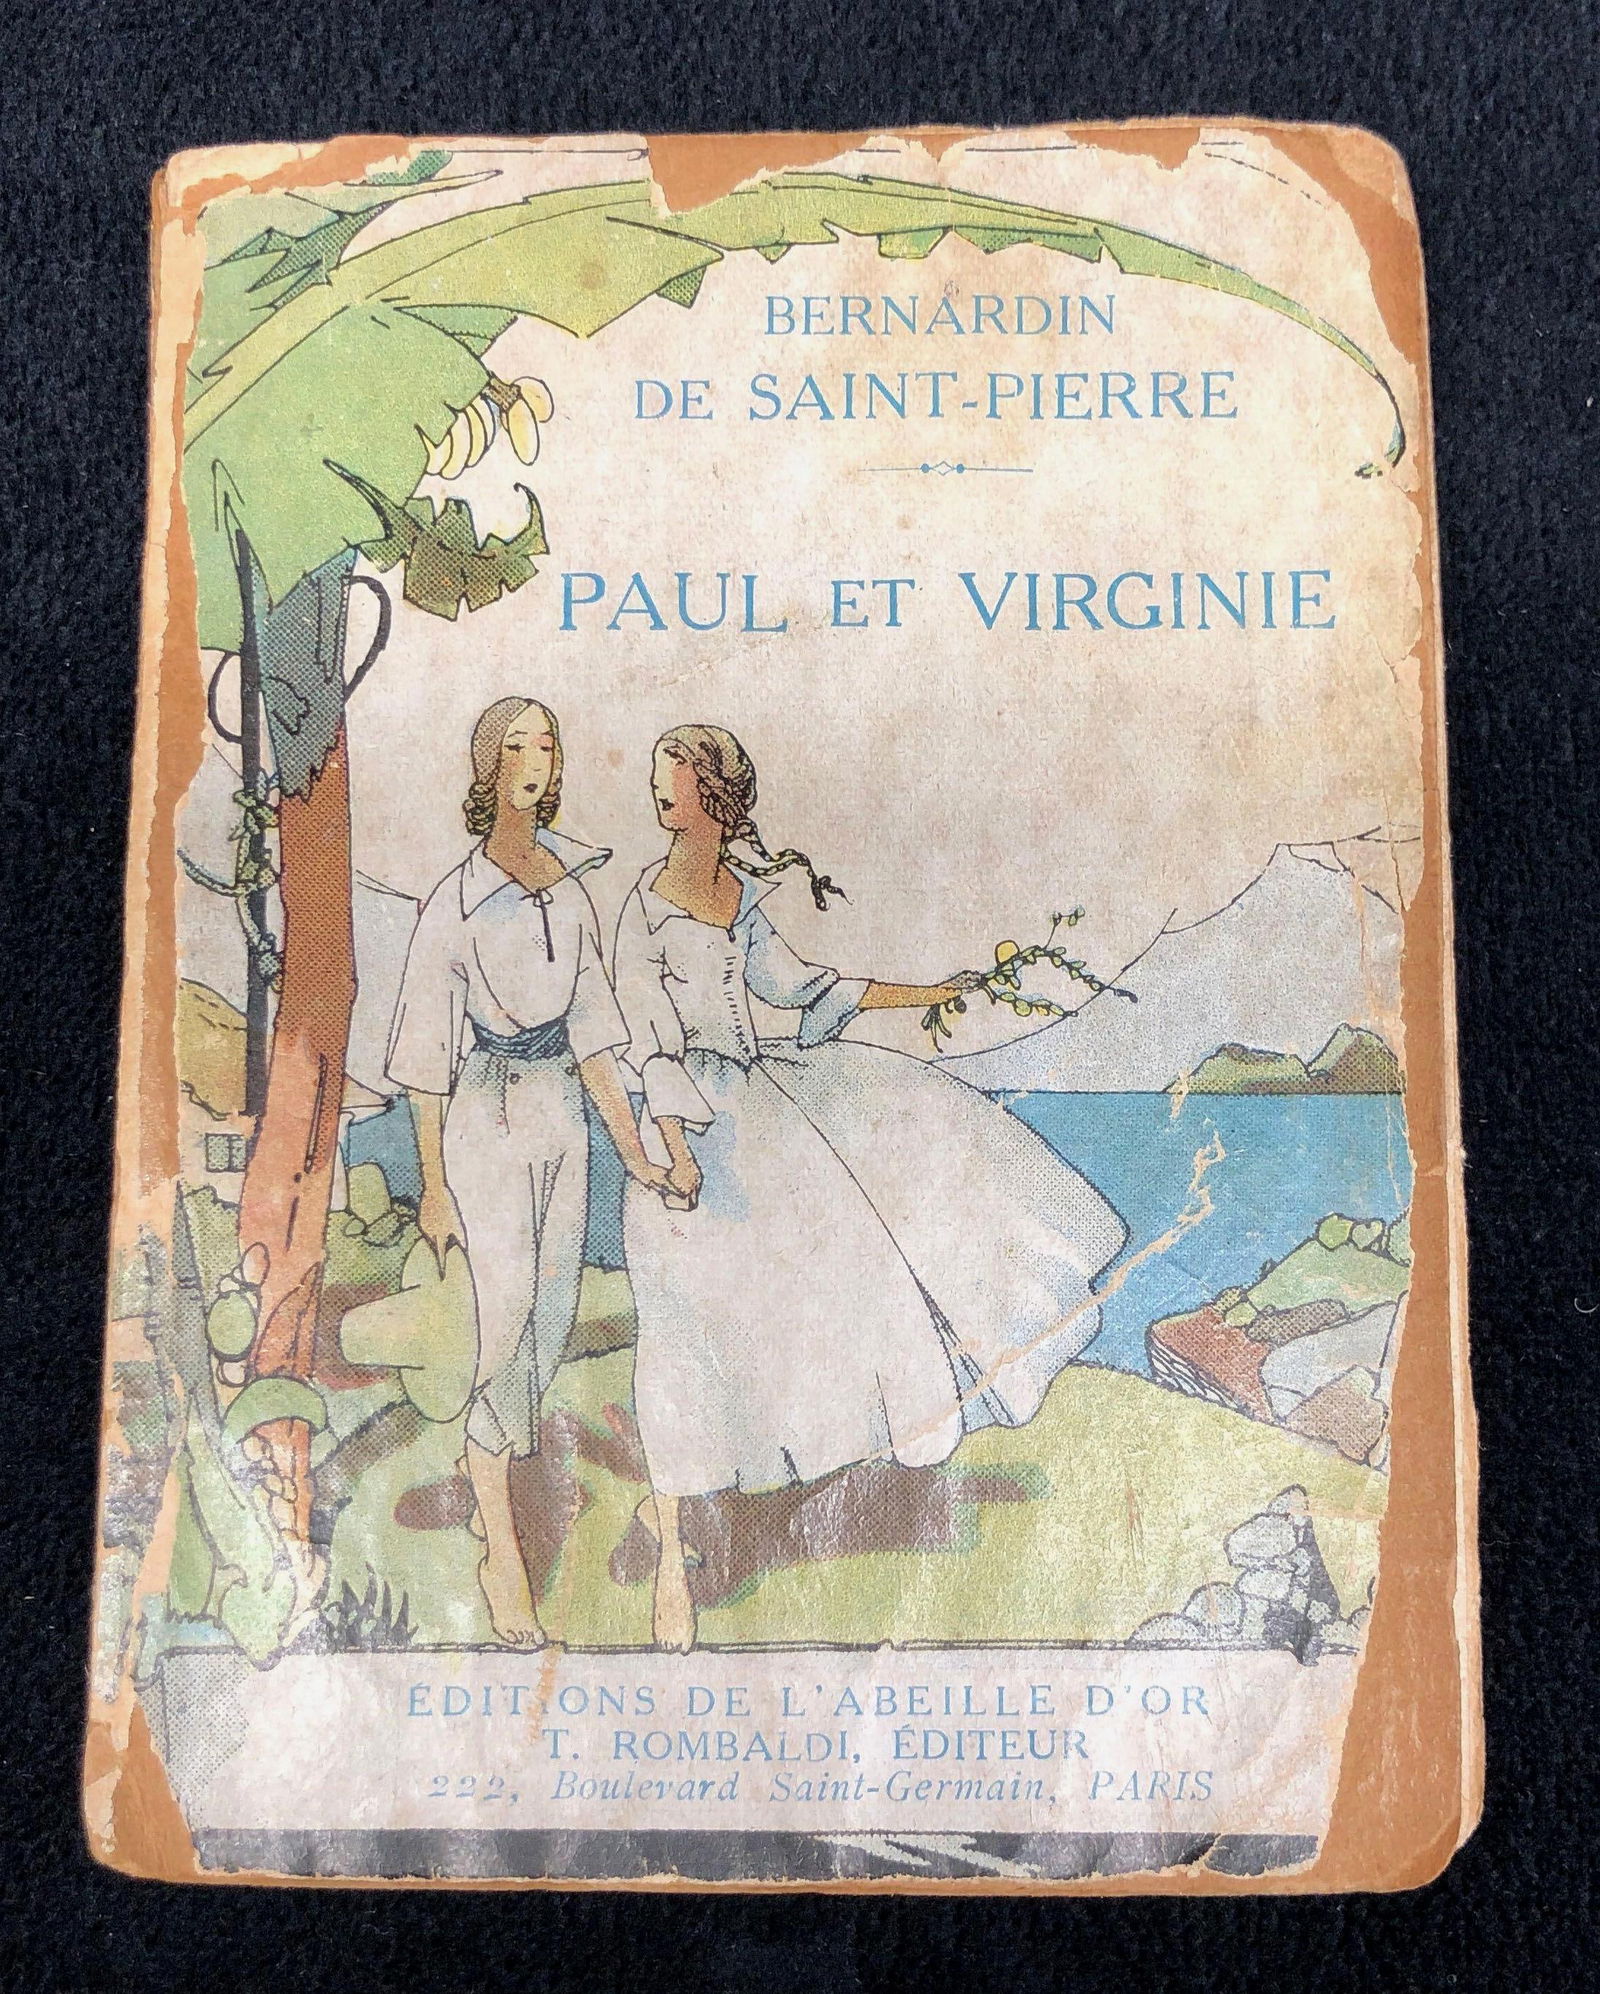 BERNARDIN
DE SAINT-PIERRE
PAUL ET VIRGINIE
ÉDITIONS DE L'ABEILLE D'OR
T. ROMBALDI, ÉDITEUR
222, Boulevard Saint-Germain, PARIS